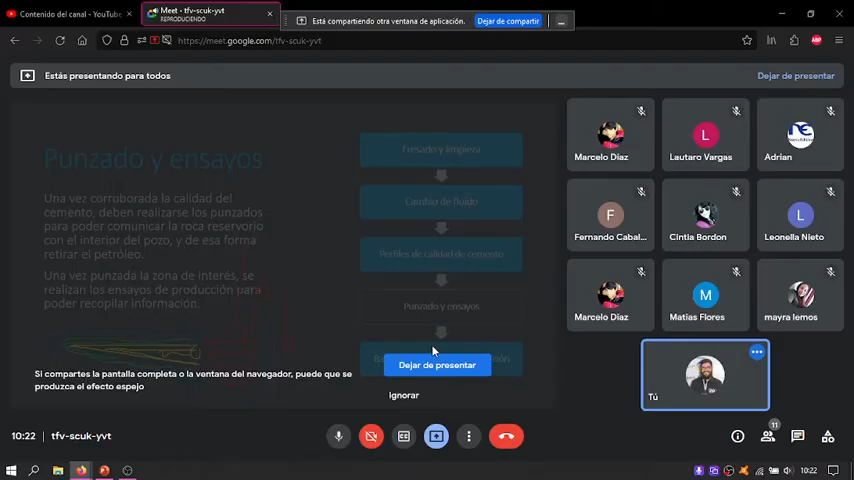 Contenido del canal - YouTube
Meet - tfv-scuk-yvt
REPRODUCIENDO
Está compartiendo otra ventana de aplicación.
Dejar de compartir
https://meet.google.com/tfv-scuk-yvt
ABP
Estás presentando para todos
Dejar de presentar
Punzado y ensayos
Una vez corroborada la calidad del
cemento, deben realizarse los punzados
para poder comunicar la roca reservorio
con el interior del pozo, y de esa forma
retirar el petróleo.
Una vez punzada la zona de interés, se
realizan los ensayos de producción para
poder recopilar información.
Fresado y limpieza
Cambio de fluido
Perfiles de calidad de cemento
Punzado y ensayos
Si compartes la pantalla completa o la ventana del navegador, puede que se
produzca el efecto espejo
Dejar de presentar
Ignorar
Marcelo Diaz
L
Lautaro Vargas
Adrian
F
Fernando Cabal...
Cintia Bordon
L
Leonella Nieto
Marcelo Diaz
M
Matias Flores
mayra lemos
Tú
10:22
tfv-scuk-yvt
11
10:22